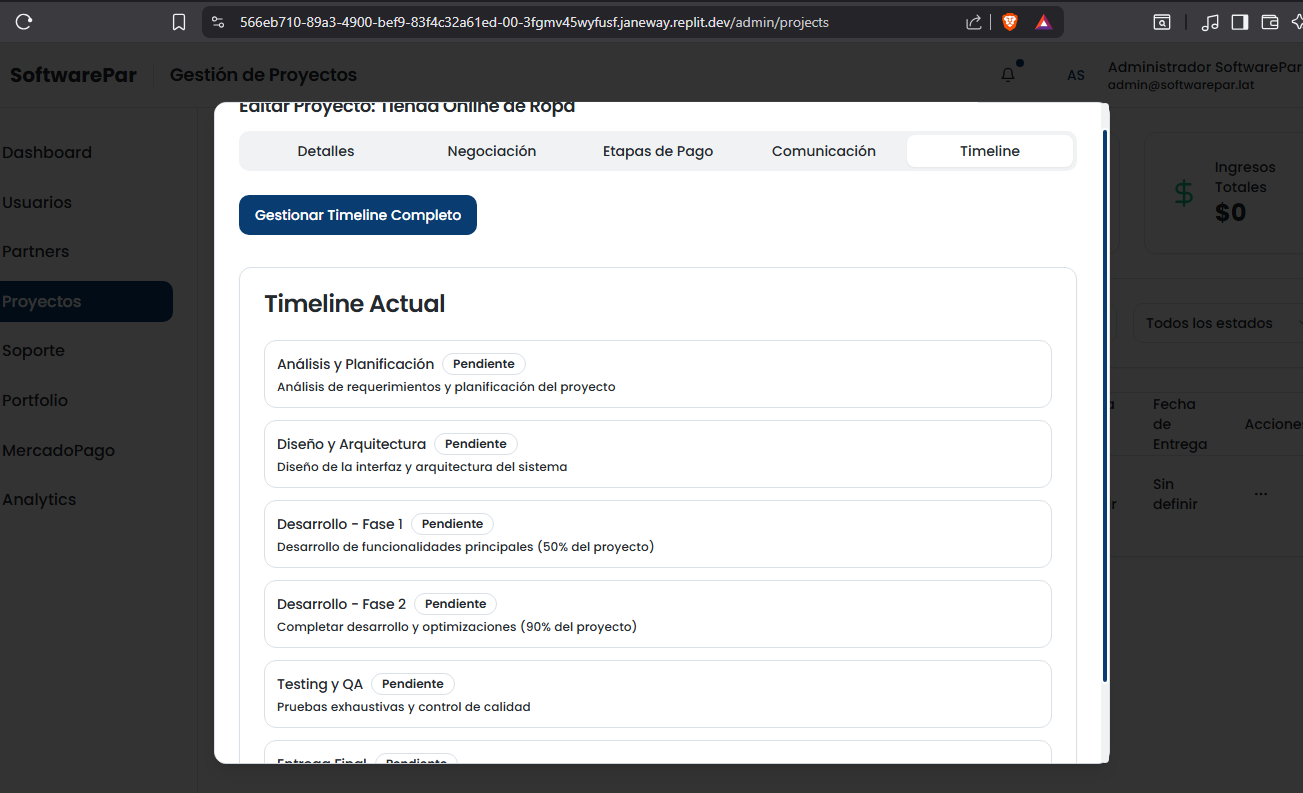 566eb710-89a3-4900-bef9-83f4c32a61ed-00-3fgmv45wyfusf.janeway.replit.dev/admin/projects
SoftwarePar
Gestión de Proyectos
AS
Administrador SoftwarePar
admin@softwarepar.lat
Dashboard
Usuarios
Partners
Proyectos
Soporte
Portfolio
MercadoPago
Analytics
Editar Proyecto: Tienda Online de Ropa
Detalles
Negociación
Etapas de Pago
Comunicación
Timeline
Gestionar Timeline Completo
Timeline Actual
Análisis y Planificación Pendiente
Análisis de requerimientos y planificación del proyecto
Diseño y Arquitectura Pendiente
Diseño de la interfaz y arquitectura del sistema
Desarrollo - Fase 1 Pendiente
Desarrollo de funcionalidades principales (50% del proyecto)
Desarrollo - Fase 2 Pendiente
Completar desarrollo y optimizaciones (90% del proyecto)
Testing y QA Pendiente
Pruebas exhaustivas y control de calidad
Entrega Final Pendiente
Ingresos
Totales
$
$0
Todos los estados
a
Fecha
de
Entrega
Accione
r
Sin
definir
...